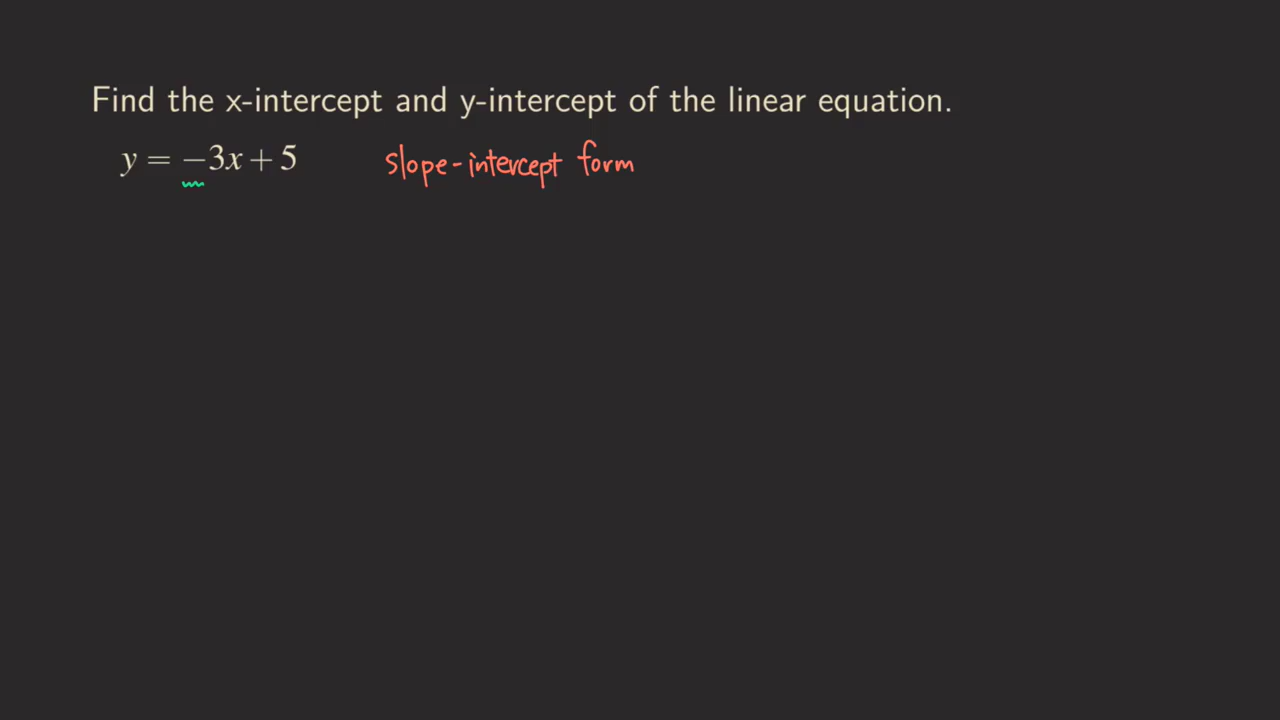 Find the x-intercept and y-intercept of the linear equation.
y = −3x + 5 slope-intercept form